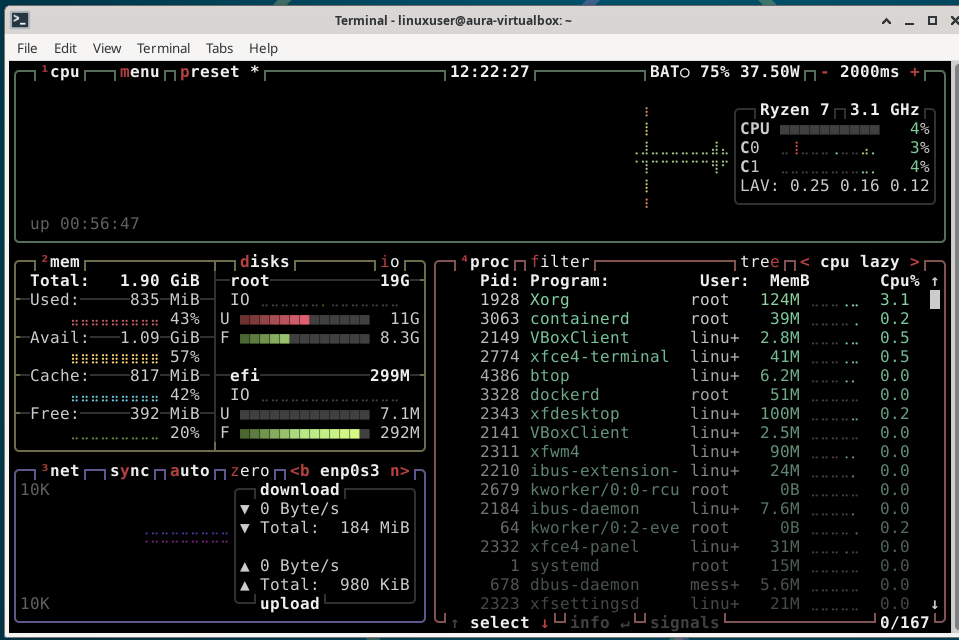 Terminal - linuxuser@aura-virtualbox: ~
File Edit View Terminal Tabs Help
¹cpu menu preset * 12:22:27 BAT○ 75% 37.50W - 2000ms +
Ryzen 7 3.1 GHz
CPU 4%
C0 3%
C1 4%
LAV: 0.25 0.16 0.12
up 00:56:47
²mem
Total: 1.90 GiB
Used: 835 MiB
43%
Avail: 1.09 GiB
57%
Cache: 817 MiB
42%
Free: 392 MiB
20%
disks io
root 19G
IO
U 11G
F 8.3G
efi 299M
IO
U 7.1M
F 292M
³net sync auto zero <b enp0s3 n>
10K
download
▼ 0 Byte/s
▼ Total: 184 MiB
▲ 0 Byte/s
▲ Total: 980 KiB
10K
upload
⁴proc filter tree < cpu lazy >
Pid: Program: User: MemB Cpu% ↑
1928 Xorg root 124M 3.1
3063 containerd root 39M 0.2
2149 VBoxClient linu+ 2.8M 0.5
2774 xfce4-terminal linu+ 41M 0.5
4386 btop linu+ 6.2M 0.0
3328 dockerd root 51M 0.0
2343 xfdesktop linu+ 100M 0.2
2141 VBoxClient linu+ 2.5M 0.0
2311 xfwm4 linu+ 90M 0.0
2210 ibus-extension- linu+ 24M 0.0
2679 kworker/0:0-rcu root 0B 0.0
2184 ibus-daemon linu+ 7.6M 0.0
64 kworker/0:2-eve root 0B 0.2
2332 xfce4-panel linu+ 31M 0.0
1 systemd root 15M 0.0
678 dbus-daemon mess+ 5.6M 0.0
2323 xfsettingsd linu+ 21M 0.0 ↓
↑ select ↓ info ↵ signals 0/167